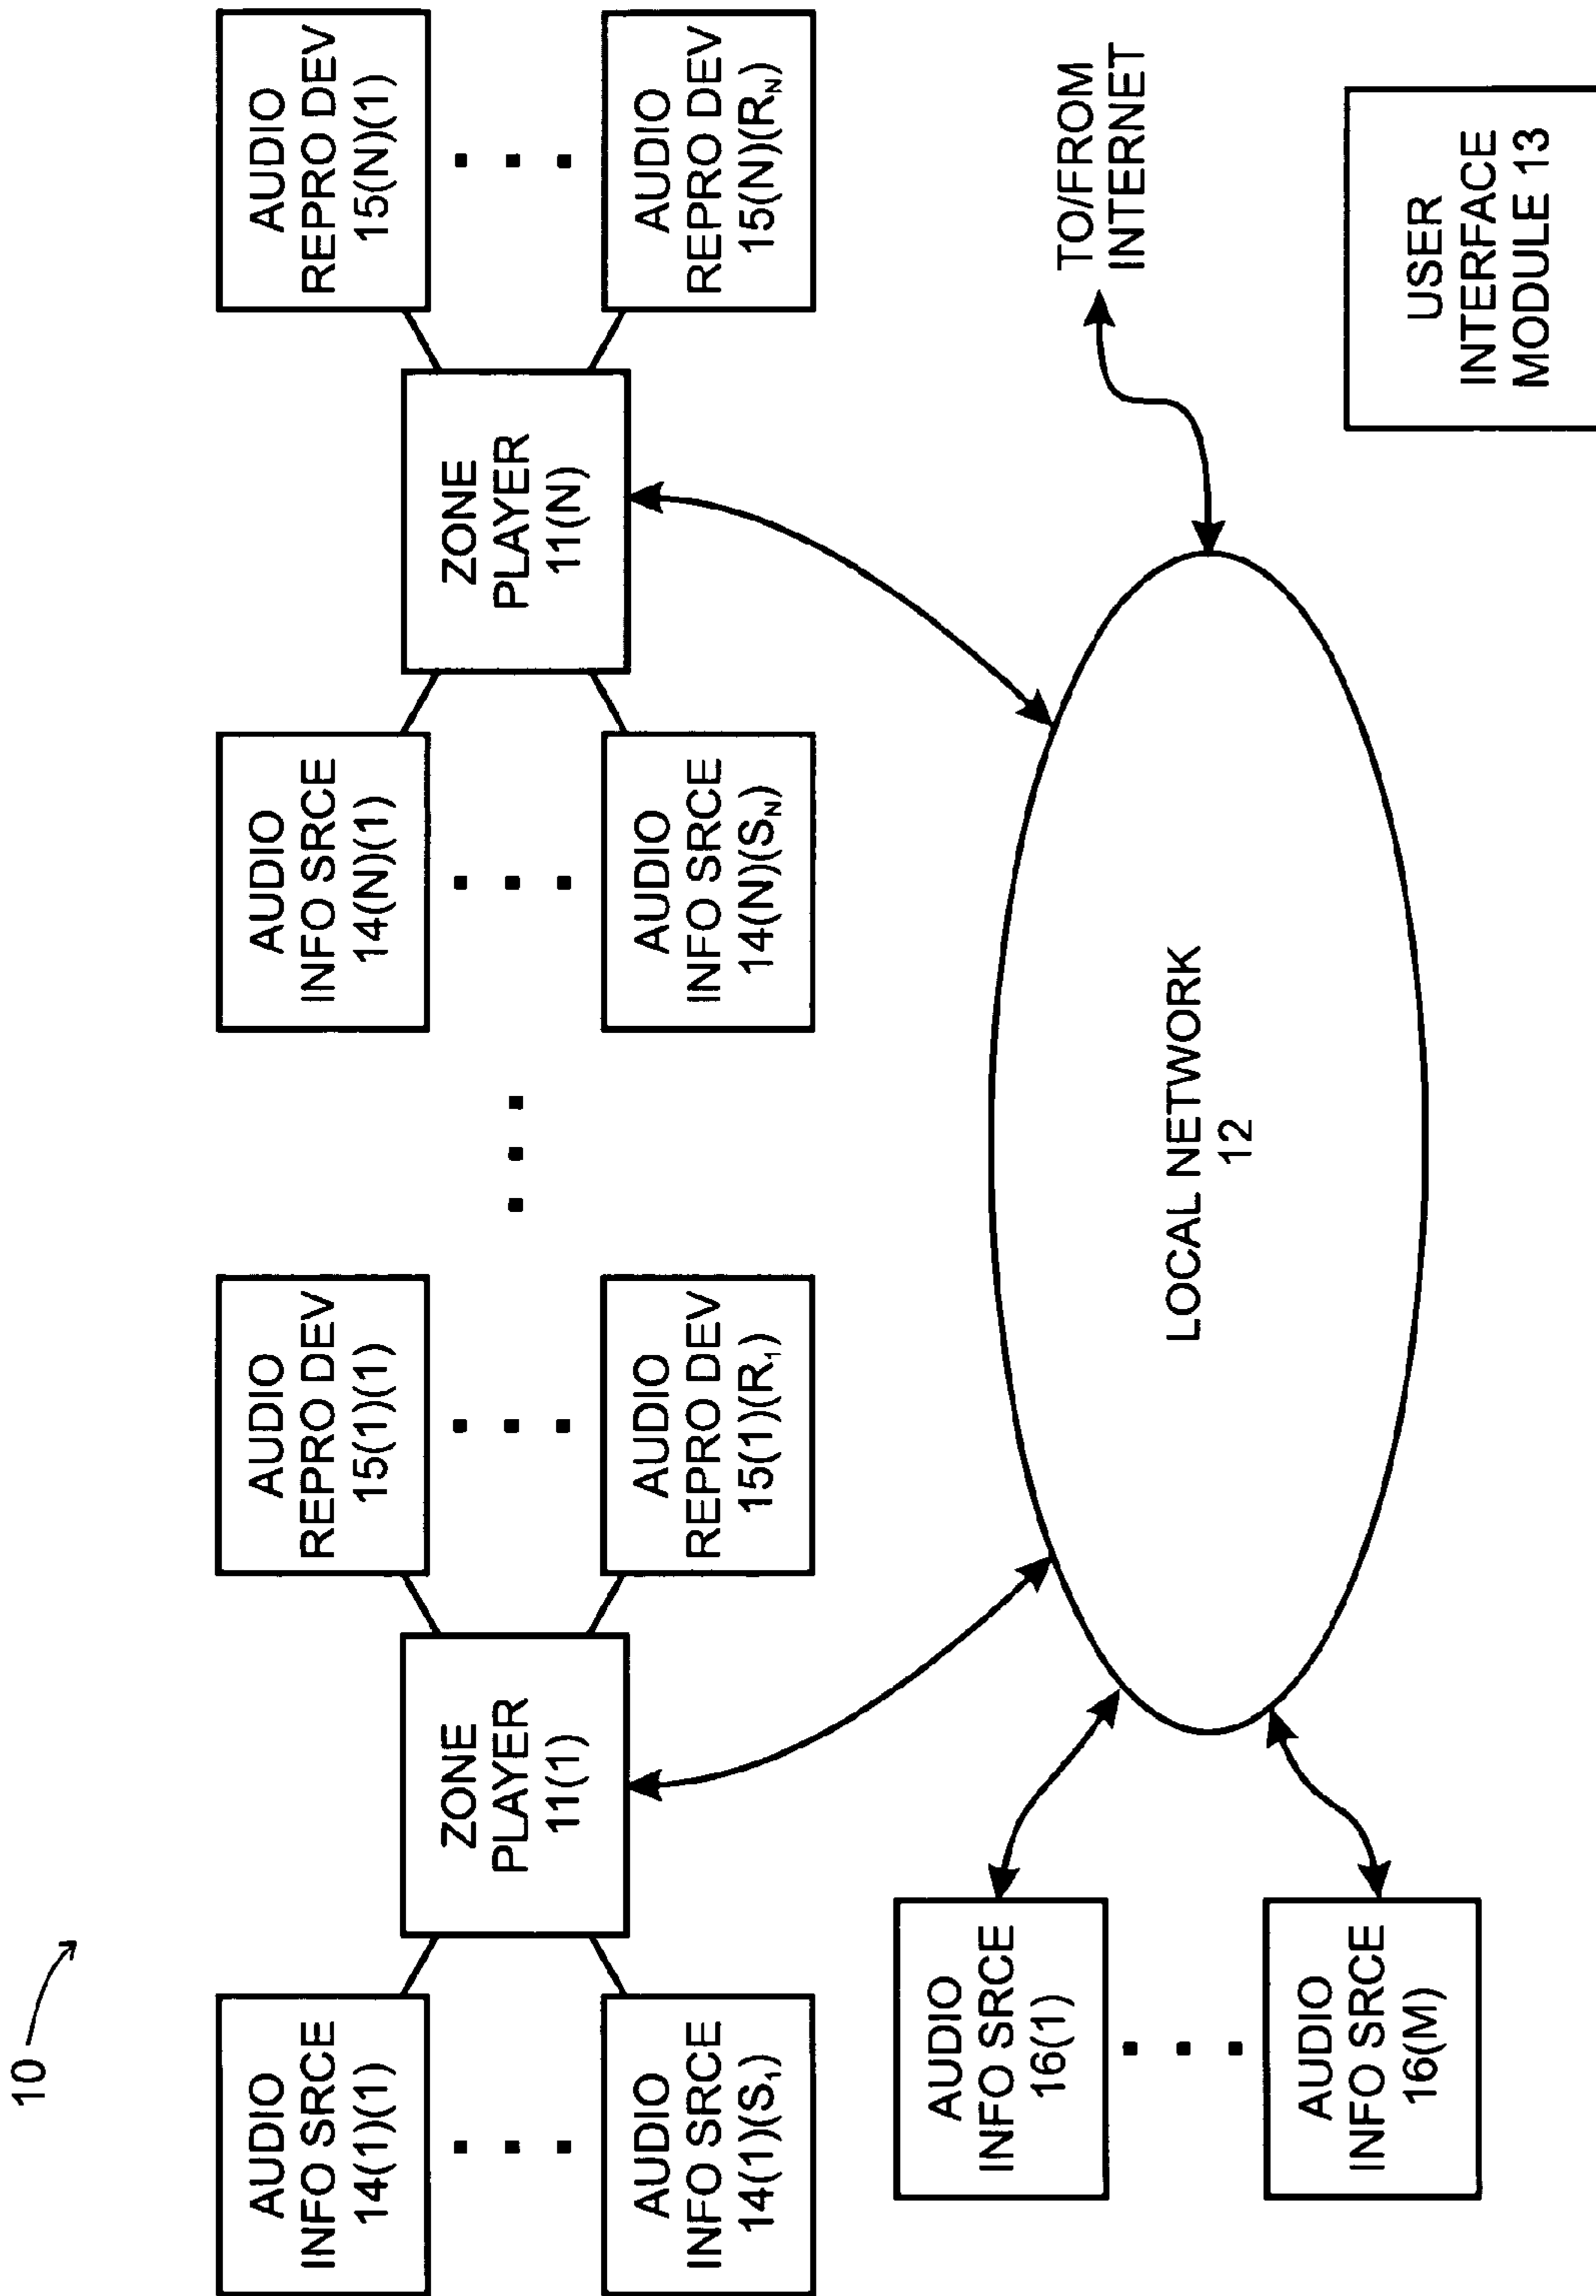 10
AUDIO
INFO SRCE
14(1)(1)
AUDIO
INFO SRCE
14(1)(S₁)
ZONE
PLAYER
11(1)
AUDIO
REPRO DEV
15(1)(1)
AUDIO
REPRO DEV
15(1)(R₁)
AUDIO
INFO SRCE
14(N)(1)
AUDIO
INFO SRCE
14(N)(S_N)
ZONE
PLAYER
11(N)
AUDIO
REPRO DEV
15(N)(1)
AUDIO
REPRO DEV
15(N)(R_N)
AUDIO
INFO SRCE
16(1)
AUDIO
INFO SRCE
16(M)
LOCAL NETWORK
12
TO/FROM
INTERNET
USER
INTERFACE
MODULE 13